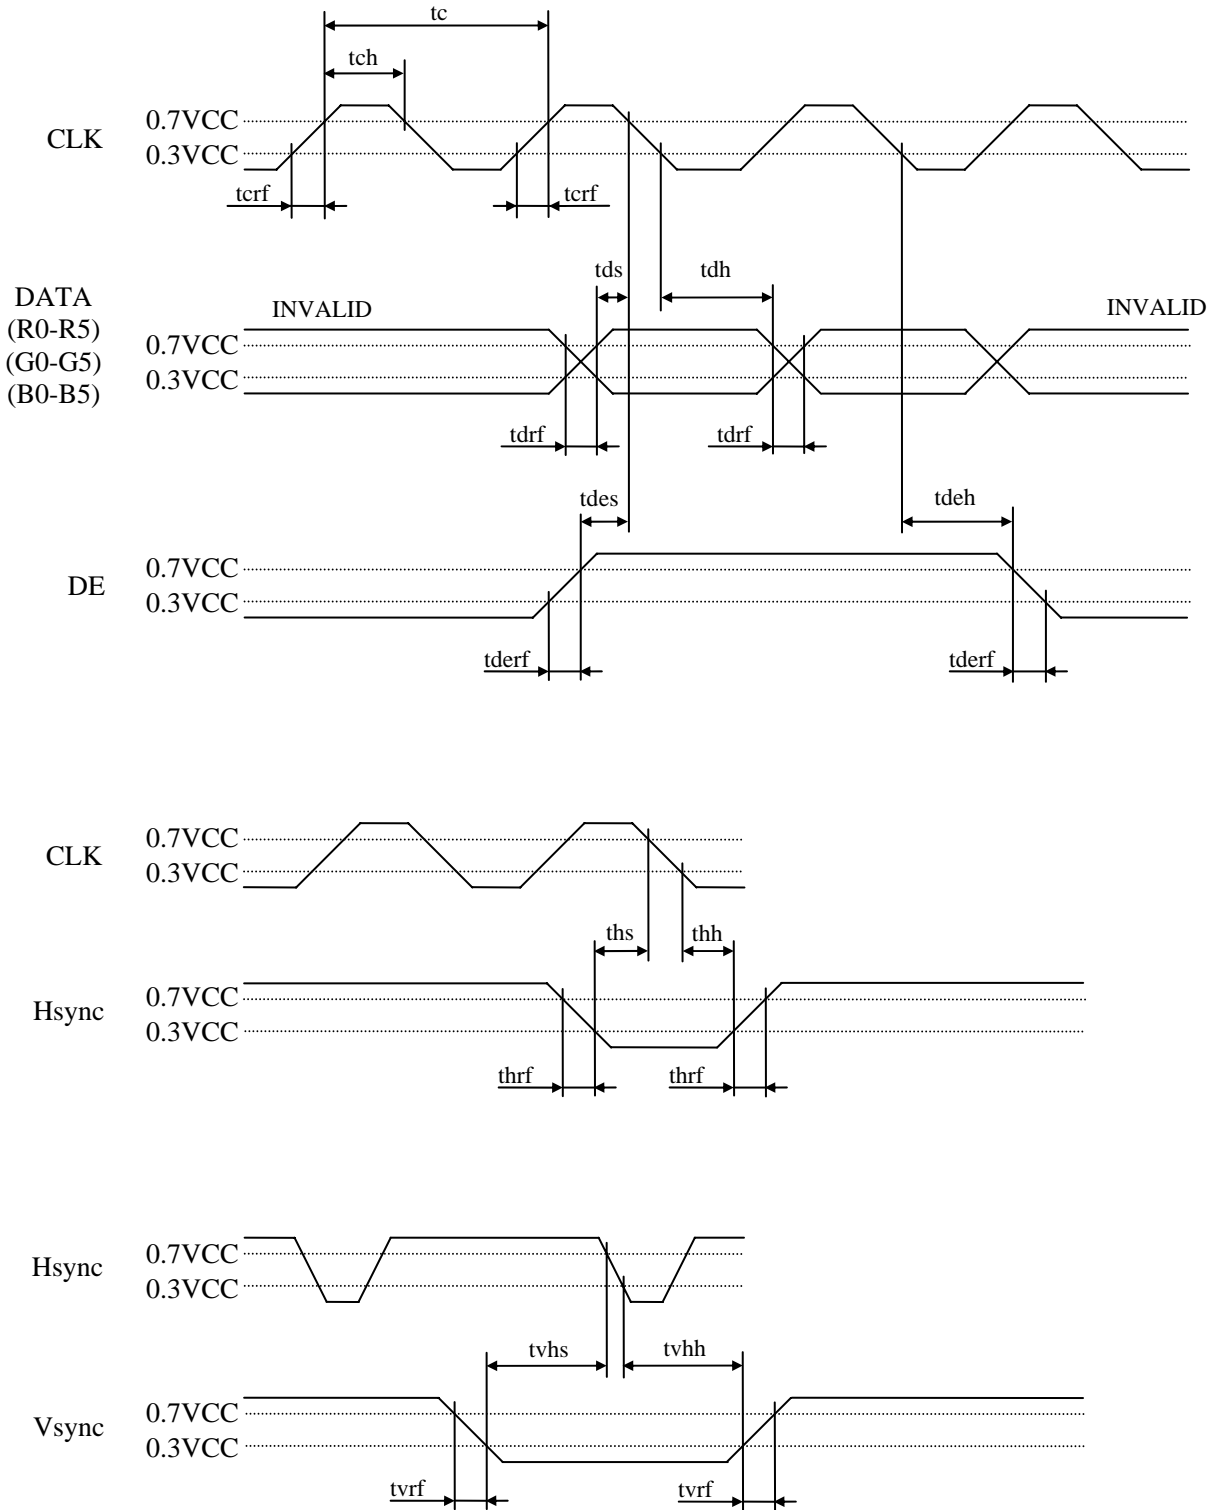 tc
tch
0.7VCC
CLK
0.3VCC
tcrf tcrf
tds tdh
DATA
INVALID INVALID
(R0-R5)
0.7VCC
(G0-G5)
0.3VCC
(B0-B5)
tdrf tdrf
tdes tdeh
0.7VCC
DE
0.3VCC
tderf tderf
0.7VCC
CLK
0.3VCC
ths thh
0.7VCC
Hsync
0.3VCC
thrf thrf
0.7VCC
Hsync
0.3VCC
tvhs tvhh
0.7VCC
Vsync
0.3VCC
tvrf tvrf